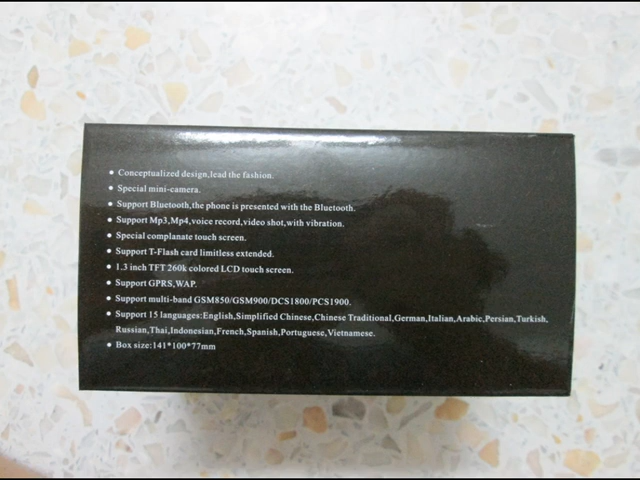 • Conceptualized design,lead the fashion.
• Special mini-camera.
• Support Bluetooth,the phone is presented with the Bluetooth.
• Support Mp3,Mp4,voice record,video shot,with vibration.
• Special complanate touch screen.
• Support T-Flash card limitless extended.
• 1.3 inch TFT 260k colored LCD touch screen.
• Support GPRS,WAP.
• Support multi-band GSM850/GSM900/DCS1800/PCS1900.
• Support 15 languages:English,Simplified Chinese,Chinese Traditional,German,Italian,Arabic,Persian,Turkish,
Russian,Thai,Indonesian,French,Spanish,Portuguese,Vietnamese.
• Box size:141*100*77mm